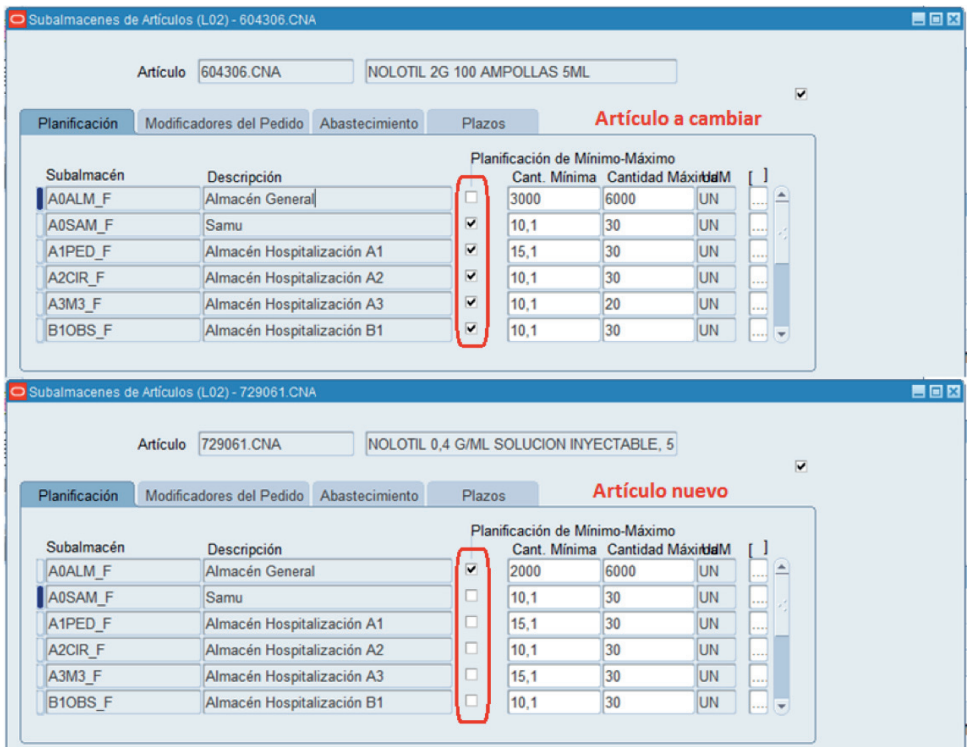 Subalmacenes de Artículos (L02) - 604306.CNA
Artículo 604306.CNA NOLOTIL 2G 100 AMPOLLAS 5ML
Planificación Modificadores del Pedido Abastecimiento Plazos Artículo a cambiar
Planificación de Mínimo-Máximo
Subalmacén Descripción Cant. Mínima Cantidad Máxima UdM [ ]
A0ALM_F Almacén General 3000 6000 UN
A0SAM_F Samu 10,1 30 UN
A1PED_F Almacén Hospitalización A1 15,1 30 UN
A2CIR_F Almacén Hospitalización A2 10,1 30 UN
A3M3_F Almacén Hospitalización A3 10,1 20 UN
B1OBS_F Almacén Hospitalización B1 10,1 30 UN
Subalmacenes de Artículos (L02) - 729061.CNA
Artículo 729061.CNA NOLOTIL 0,4 G/ML SOLUCION INYECTABLE, 5
Planificación Modificadores del Pedido Abastecimiento Plazos Artículo nuevo
Planificación de Mínimo-Máximo
Subalmacén Descripción Cant. Mínima Cantidad Máxima UdM [ ]
A0ALM_F Almacén General 2000 6000 UN
A0SAM_F Samu 10,1 30 UN
A1PED_F Almacén Hospitalización A1 15,1 30 UN
A2CIR_F Almacén Hospitalización A2 10,1 30 UN
A3M3_F Almacén Hospitalización A3 15,1 30 UN
B1OBS_F Almacén Hospitalización B1 10,1 30 UN